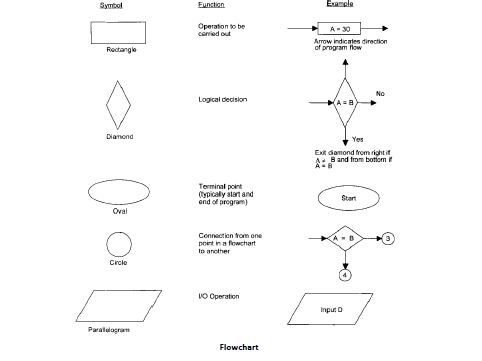 Symbol Function Example
Rectangle
Operation to be
carried out
A = 30
Arrow indicates direction
of program flow
Diamond
Logical decision
A = B
No
Yes
Exit diamond from right if
A ≠ B and from bottom if
A = B
Oval
Terminal point
(typically start and
end of program)
Start
Circle
Connection from one
point in a flowchart
to another
A = B
3
4
Parallelogram
I/O Operation
Input D
Flowchart